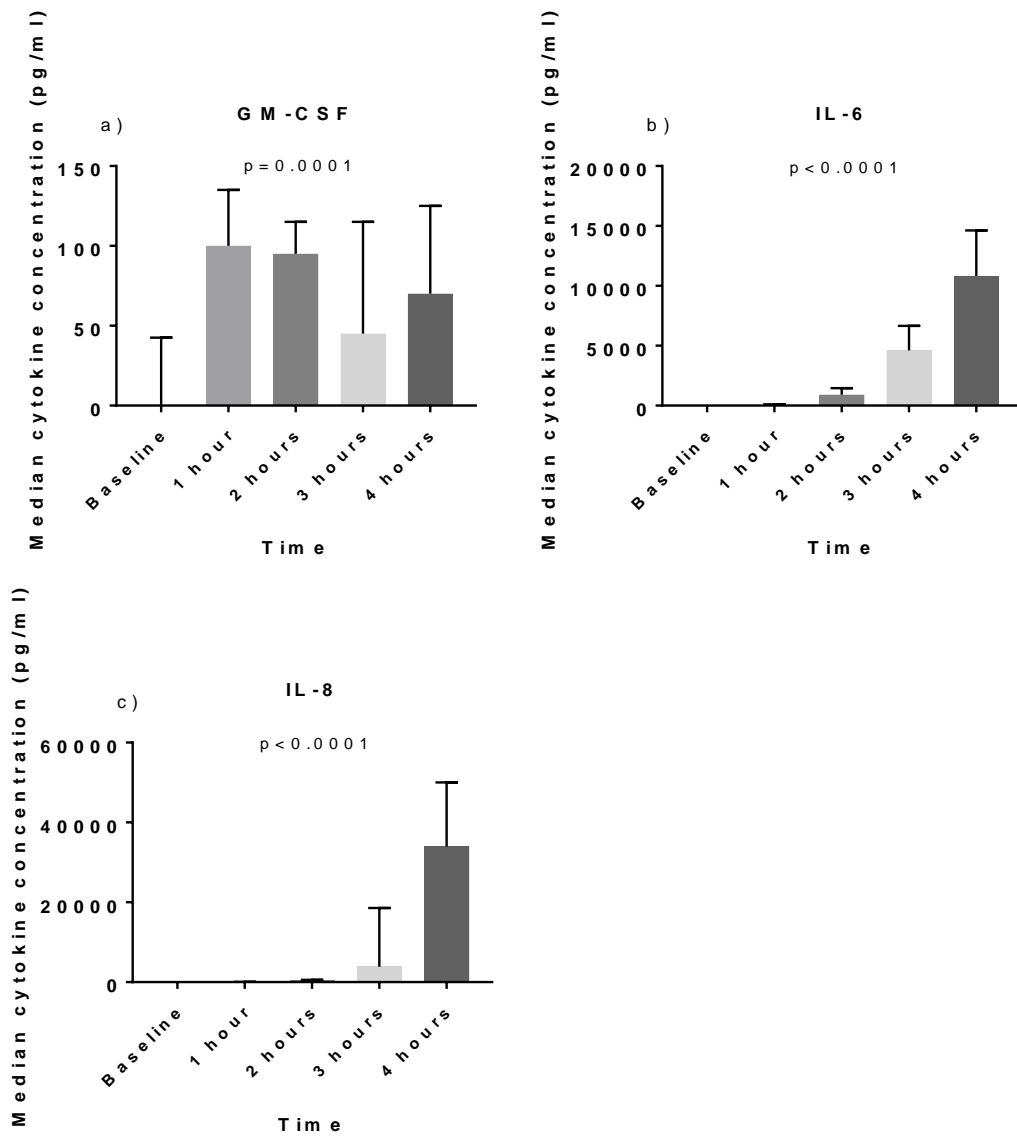 a)
GM-CSF
p=0.0001
Median cytokine concentration (pg/ml)
150
100
50
0
Baseline
1 hour
2 hours
3 hours
4 hours
Time
b)
IL-6
p<0.0001
Median cytokine concentration (pg/ml)
20000
15000
10000
5000
0
Baseline
1 hour
2 hours
3 hours
4 hours
Time
c)
IL-8
p<0.0001
Median cytokine concentration (pg/ml)
60000
40000
20000
0
Baseline
1 hour
2 hours
3 hours
4 hours
Time